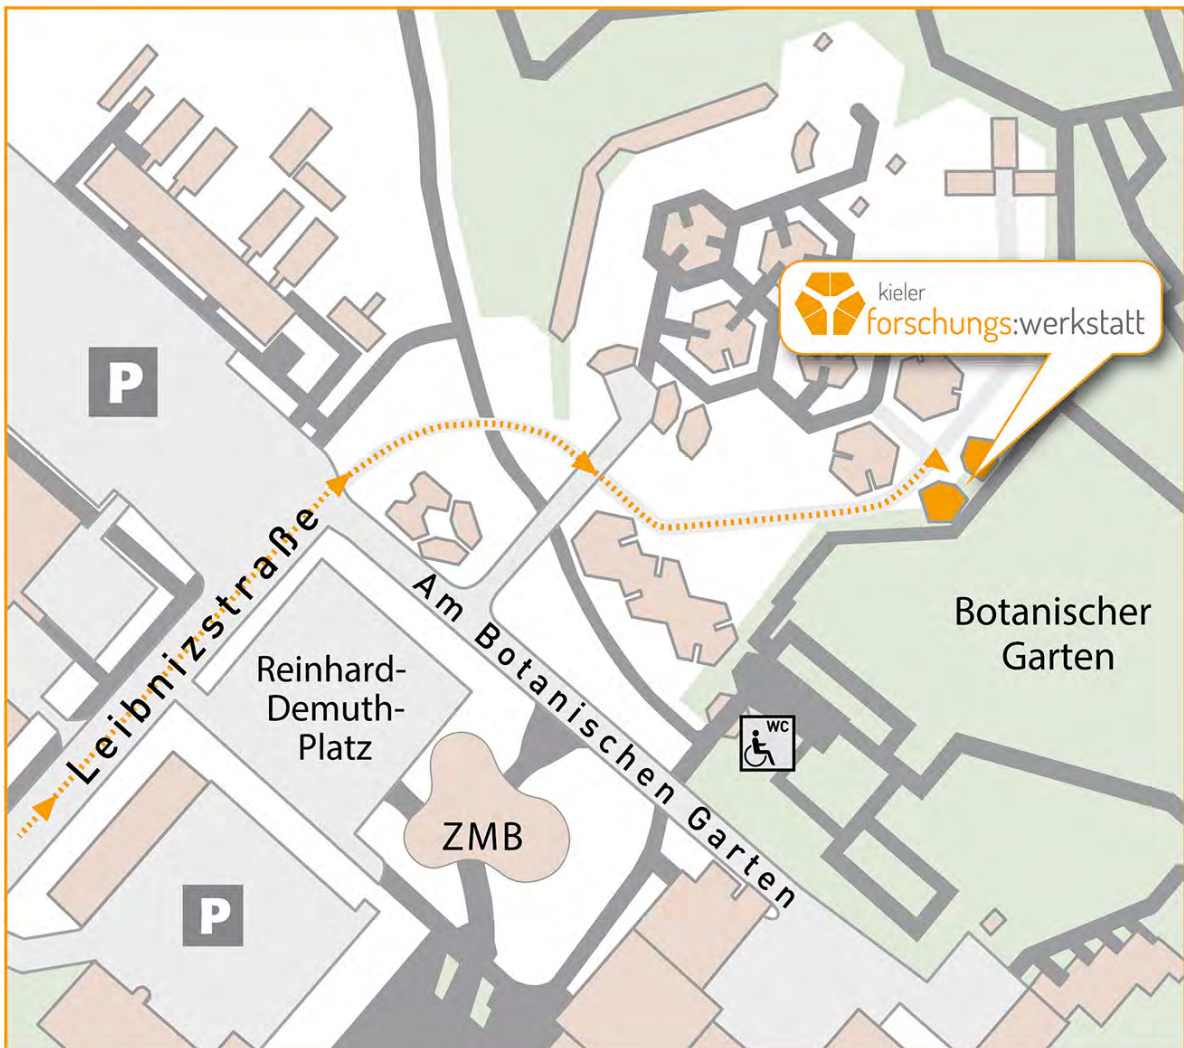 kieler
forschungs:werkstatt
P
Leibnizstraße
Am Botanischen Garten
Botanischer
Garten
Reinhard-
Demuth-
Platz
WC
ZMB
P